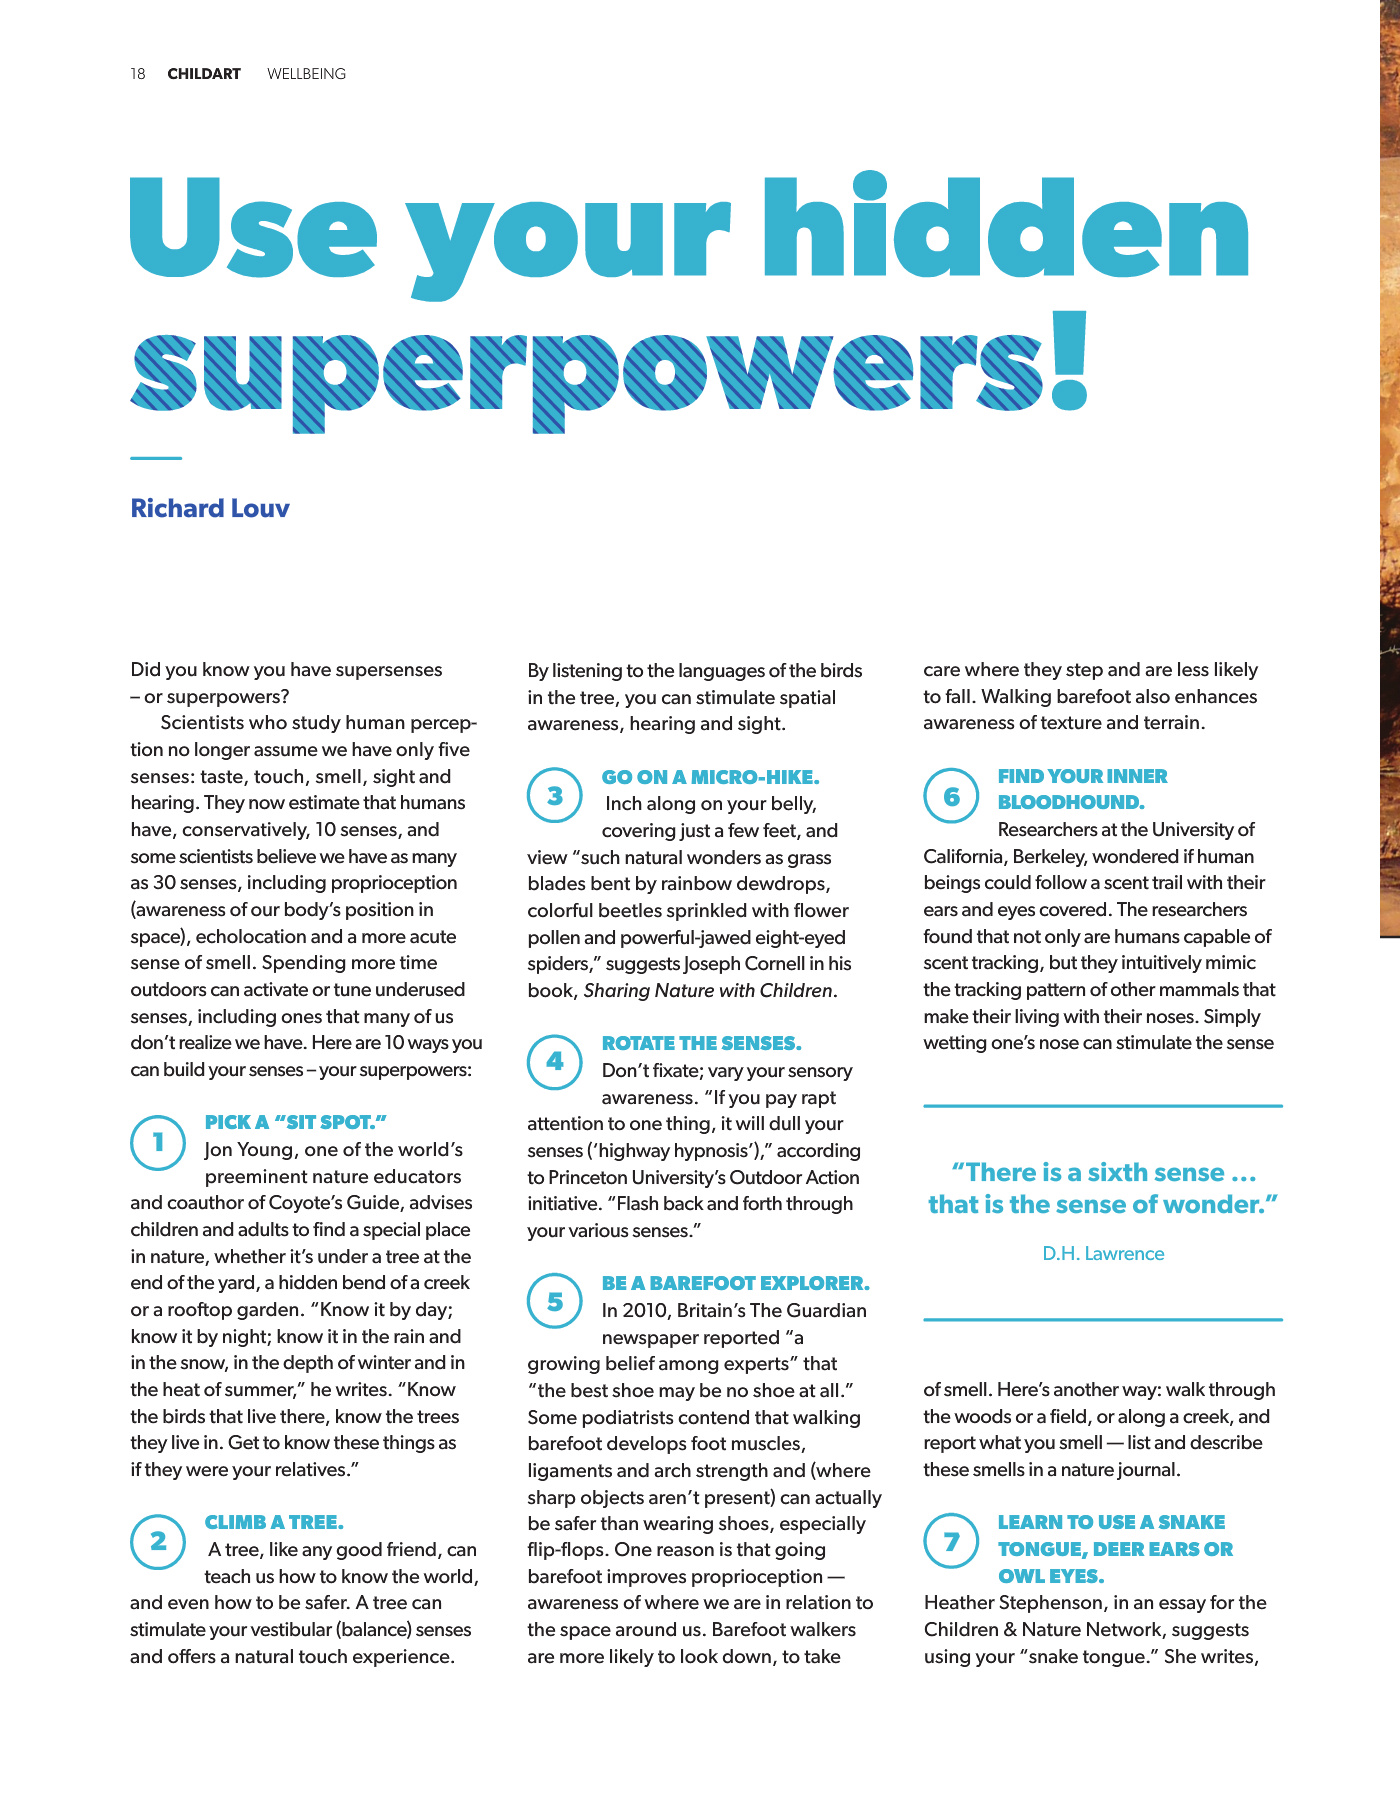 18 CHILDART WELLBEING
Use your hidden
superpowers!
Richard Louv
Did you know you have supersenses
– or superpowers?
Scientists who study human percep-
tion no longer assume we have only five
senses: taste, touch, smell, sight and
hearing. They now estimate that humans
have, conservatively, 10 senses, and
some scientists believe we have as many
as 30 senses, including proprioception
(awareness of our body’s position in
space), echolocation and a more acute
sense of smell. Spending more time
outdoors can activate or tune underused
senses, including ones that many of us
don’t realize we have. Here are 10 ways you
can build your senses – your superpowers:
1 PICK A “SIT SPOT.”
Jon Young, one of the world’s
preeminent nature educators
and coauthor of Coyote’s Guide, advises
children and adults to find a special place
in nature, whether it’s under a tree at the
end of the yard, a hidden bend of a creek
or a rooftop garden. “Know it by day;
know it by night; know it in the rain and
in the snow, in the depth of winter and in
the heat of summer,” he writes. “Know
the birds that live there, know the trees
they live in. Get to know these things as
if they were your relatives.”
2 CLIMB A TREE.
A tree, like any good friend, can
teach us how to know the world,
and even how to be safer. A tree can
stimulate your vestibular (balance) senses
and offers a natural touch experience.
By listening to the languages of the birds
in the tree, you can stimulate spatial
awareness, hearing and sight.
3 GO ON A MICRO-HIKE.
Inch along on your belly,
covering just a few feet, and
view “such natural wonders as grass
blades bent by rainbow dewdrops,
colorful beetles sprinkled with flower
pollen and powerful-jawed eight-eyed
spiders,” suggests Joseph Cornell in his
book, Sharing Nature with Children.
4 ROTATE THE SENSES.
Don’t fixate; vary your sensory
awareness. “If you pay rapt
attention to one thing, it will dull your
senses (‘highway hypnosis’),” according
to Princeton University’s Outdoor Action
initiative. “Flash back and forth through
your various senses.”
5 BE A BAREFOOT EXPLORER.
In 2010, Britain’s The Guardian
newspaper reported “a
growing belief among experts” that
“the best shoe may be no shoe at all.”
Some podiatrists contend that walking
barefoot develops foot muscles,
ligaments and arch strength and (where
sharp objects aren’t present) can actually
be safer than wearing shoes, especially
flip-flops. One reason is that going
barefoot improves proprioception —
awareness of where we are in relation to
the space around us. Barefoot walkers
are more likely to look down, to take
care where they step and are less likely
to fall. Walking barefoot also enhances
awareness of texture and terrain.
6 FIND YOUR INNER
BLOODHOUND.
Researchers at the University of
California, Berkeley, wondered if human
beings could follow a scent trail with their
ears and eyes covered. The researchers
found that not only are humans capable of
scent tracking, but they intuitively mimic
the tracking pattern of other mammals that
make their living with their noses. Simply
wetting one’s nose can stimulate the sense
“There is a sixth sense …
that is the sense of wonder.”
D.H. Lawrence
of smell. Here’s another way: walk through
the woods or a field, or along a creek, and
report what you smell — list and describe
these smells in a nature journal.
7 LEARN TO USE A SNAKE
TONGUE, DEER EARS OR
OWL EYES.
Heather Stephenson, in an essay for the
Children & Nature Network, suggests
using your “snake tongue.” She writes,